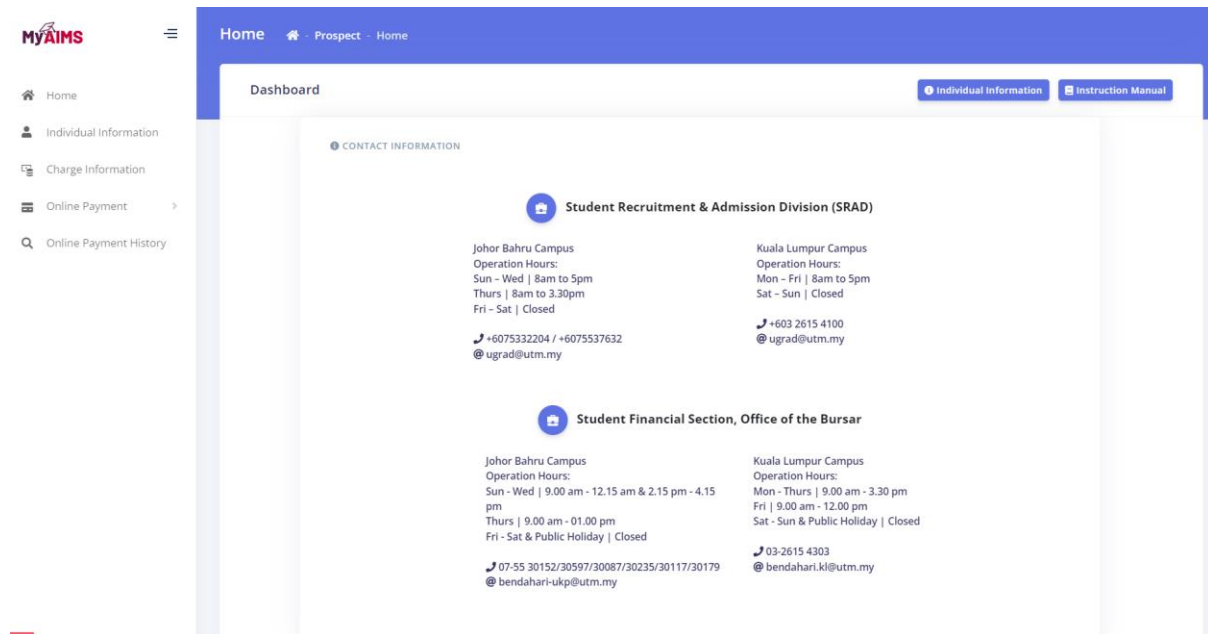 MyAIMS
Home
Individual Information
Charge Information
Online Payment
Online Payment History
Home - Prospect - Home
Dashboard
Individual Information
Instruction Manual
CONTACT INFORMATION
Student Recruitment & Admission Division (SRAD)
Johor Bahru Campus
Operation Hours:
Sun – Wed | 8am to 5pm
Thurs | 8am to 3.30pm
Fri – Sat | Closed
+6075332204 / +6075537632
@ ugrad@utm.my
Kuala Lumpur Campus
Operation Hours:
Mon – Fri | 8am to 5pm
Sat – Sun | Closed
+603 2615 4100
@ ugrad@utm.my
Student Financial Section, Office of the Bursar
Johor Bahru Campus
Operation Hours:
Sun - Wed | 9.00 am - 12.15 am & 2.15 pm - 4.15
pm
Thurs | 9.00 am - 01.00 pm
Fri - Sat & Public Holiday | Closed
07-55 30152/30597/30087/30235/30117/30179
@ bendahari-ukp@utm.my
Kuala Lumpur Campus
Operation Hours:
Mon - Thurs | 9.00 am - 3.30 pm
Fri | 9.00 am - 12.00 pm
Sat - Sun & Public Holiday | Closed
03-2615 4303
@ bendahari.kl@utm.my